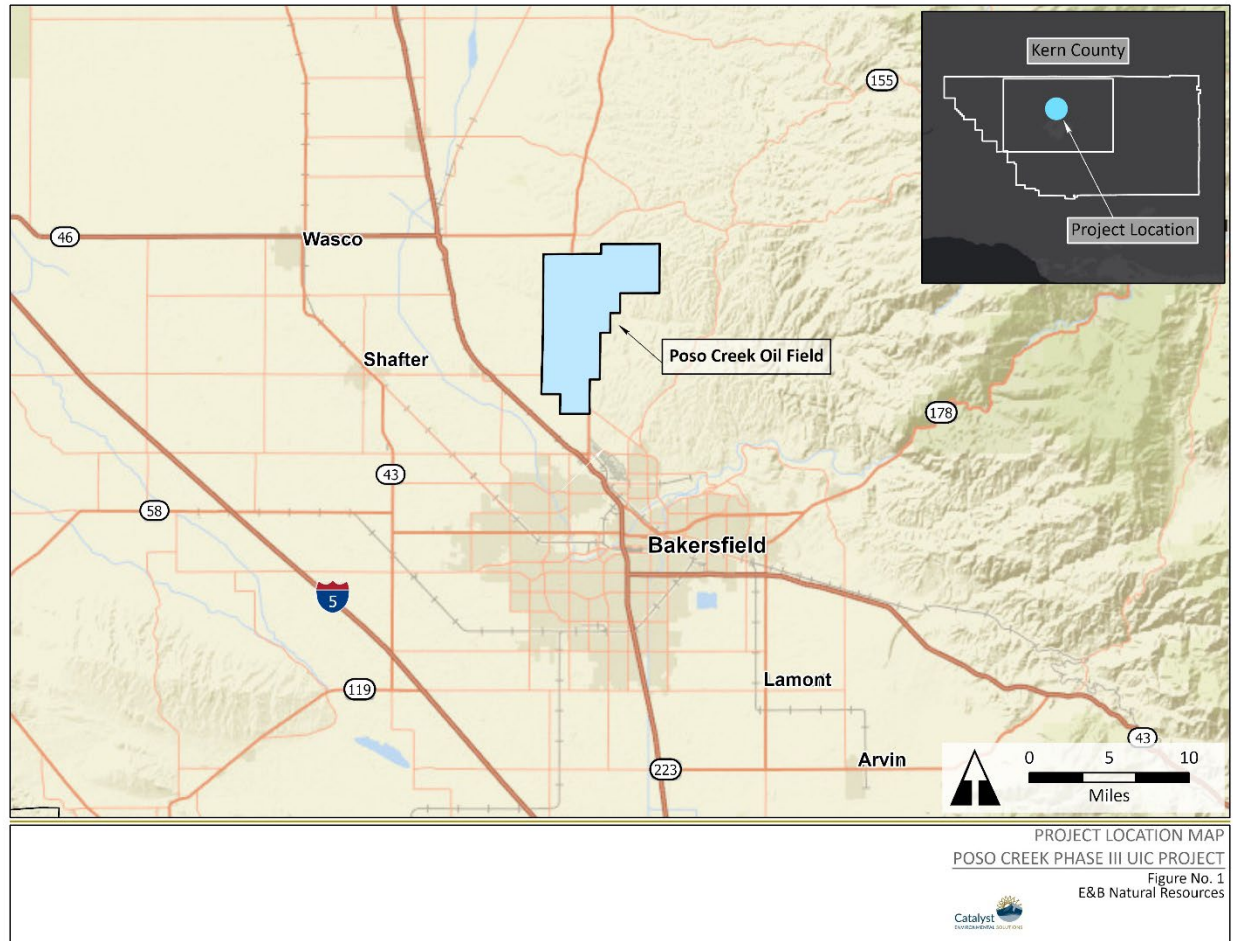 Kern County
Project Location
155
46
Wasco
Poso Creek Oil Field
Shafter
178
43
58
Bakersfield
5
119
Lamont
223
Arvin
43
0 5 10
Miles
PROJECT LOCATION MAP
POSO CREEK PHASE III UIC PROJECT
Figure No. 1
E&B Natural Resources
Catalyst
ENVIRONMENTAL SOLUTIONS